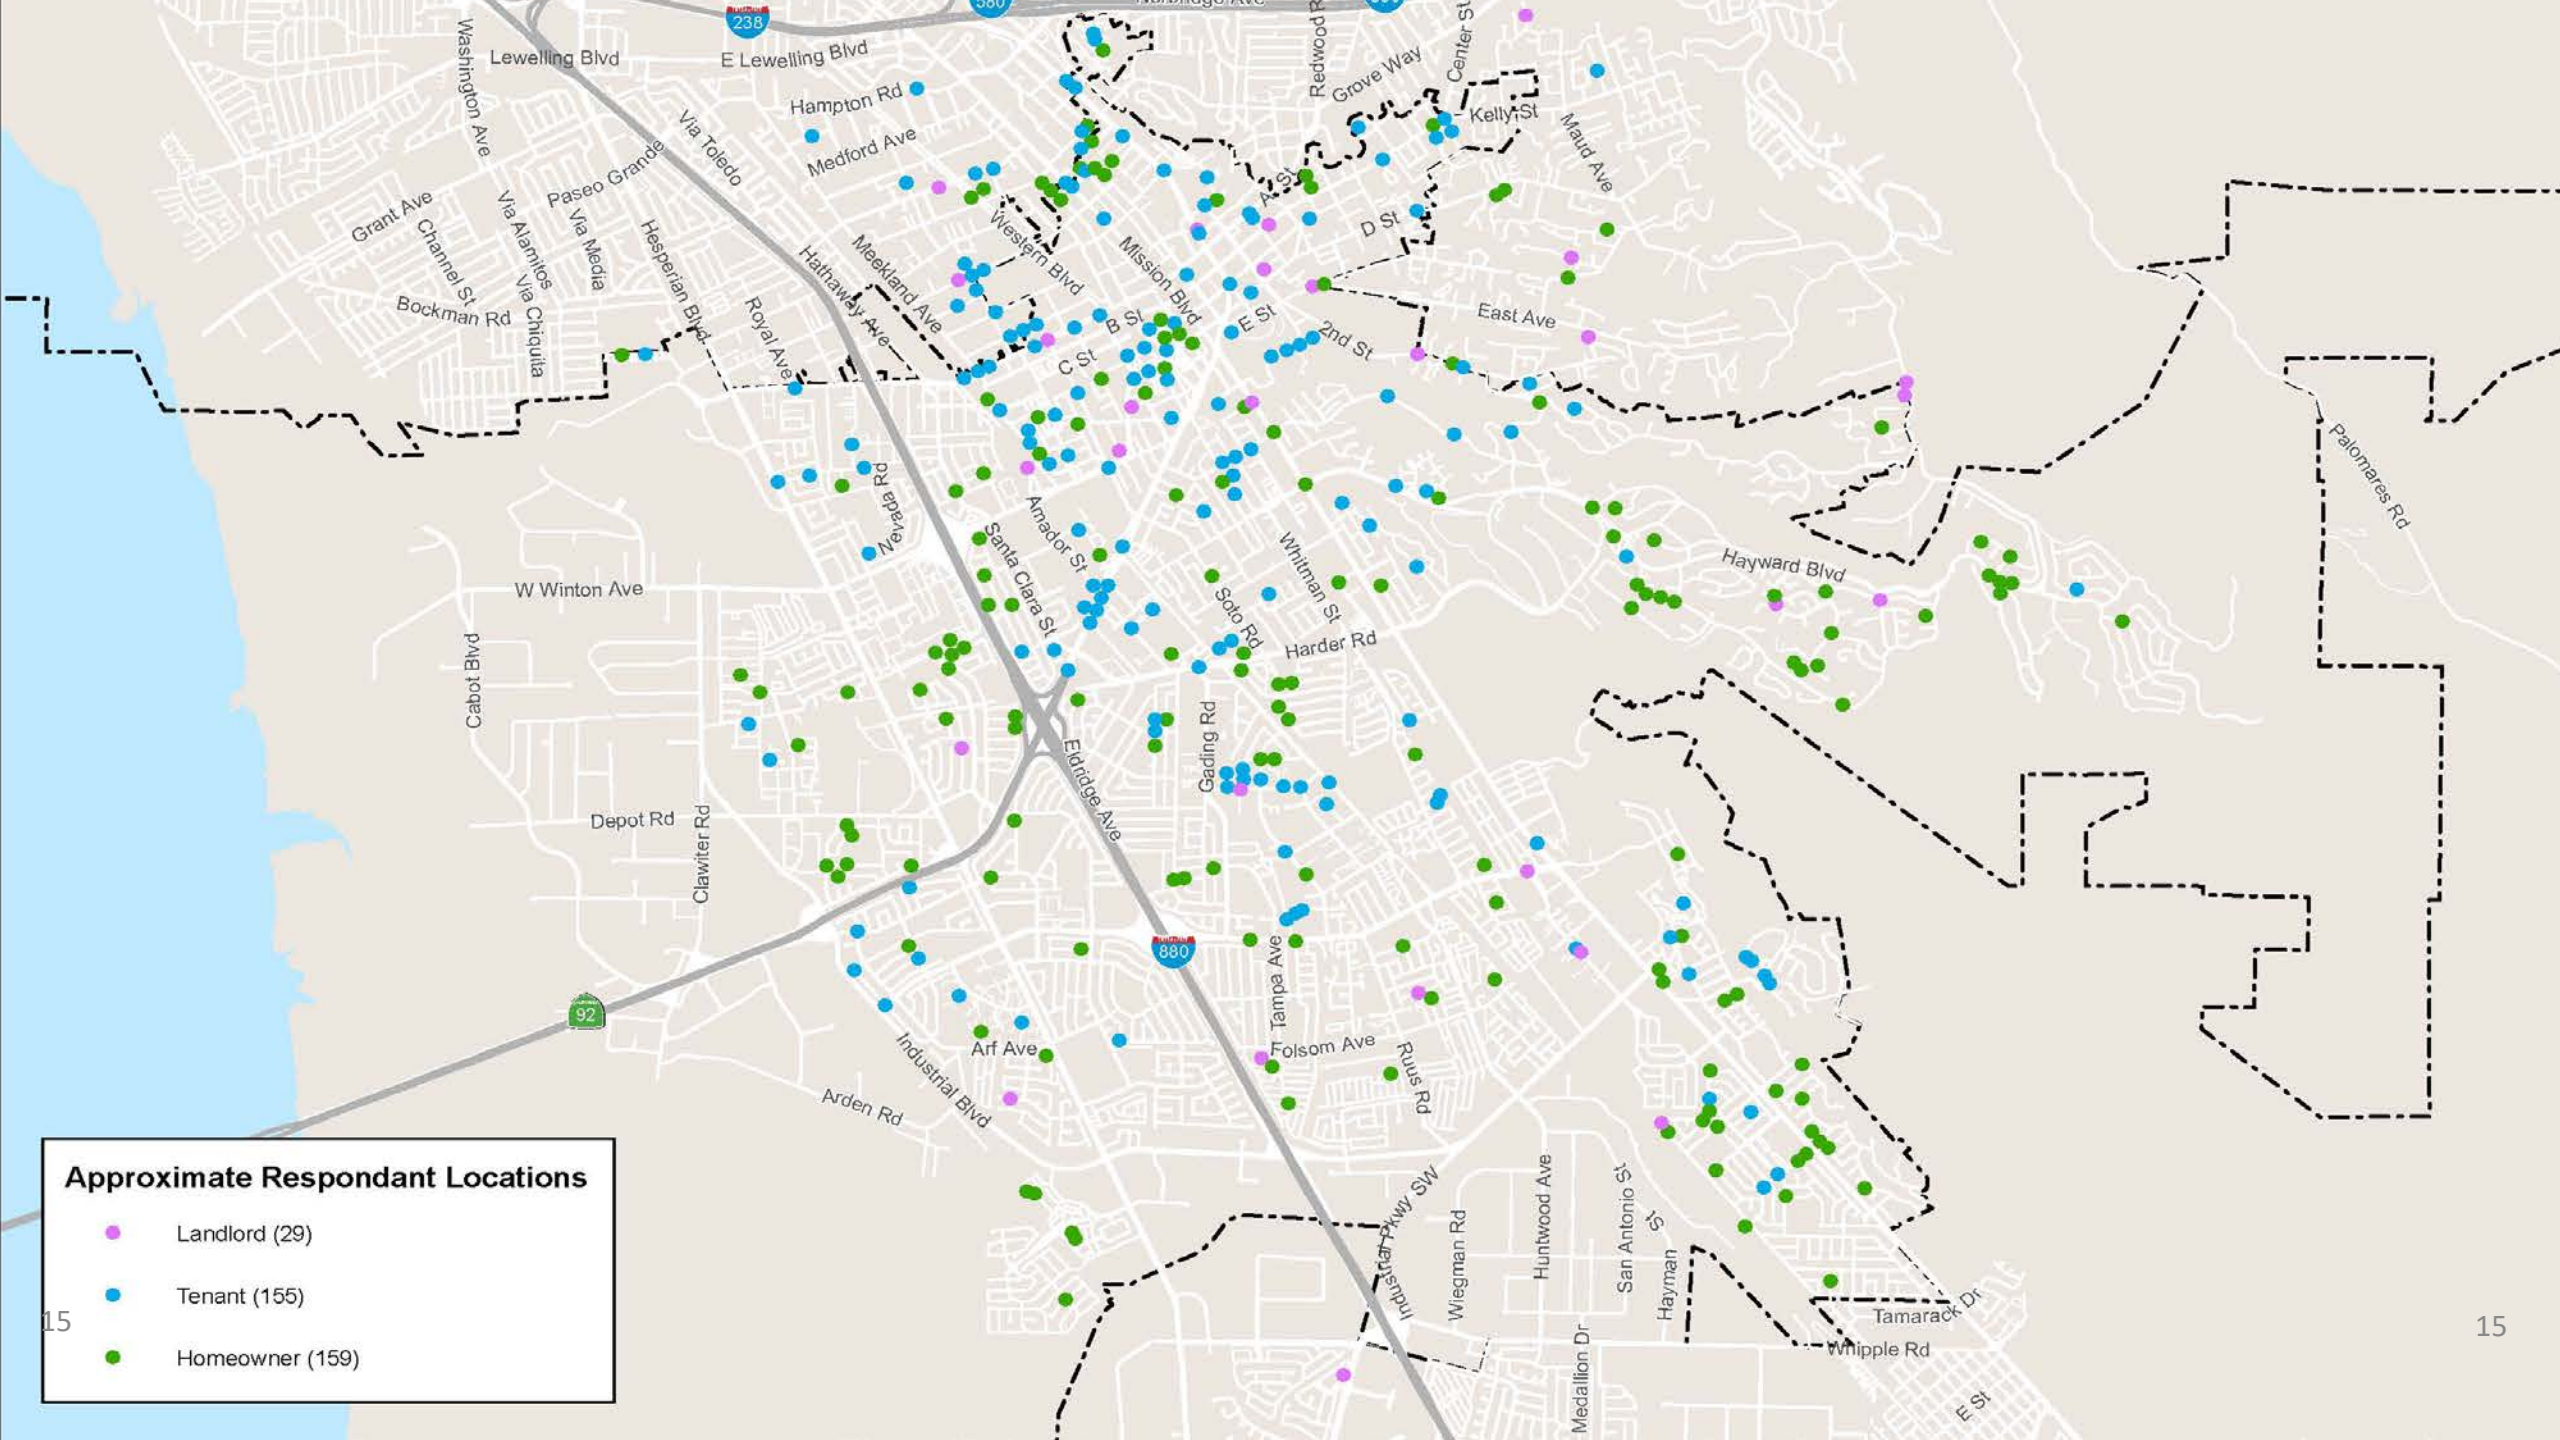 580
Norbridge Ave
238
Lewelling Blvd
E Lewelling Blvd
Washington Ave
Hampton Rd
Medford Ave
Via Toledo
Paseo Grande
Grant Ave
Channel St
Via Alamitos
Via Media
Via Chiquita
Bockman Rd
Hesperian Blvd
Royal Ave
Hathaway Ave
Meekland Ave
Western Blvd
Mission Blvd
Grove Way
Center St
Kelly St
Maud Ave
A St
D St
B St
C St
E St
2nd St
East Ave
Palomares Rd
Nevada Rd
Santa Clara St
Amador St
Whitman St
Soto Rd
Harder Rd
Hayward Blvd
W Winton Ave
Cabot Blvd
Depot Rd
Clawiter Rd
Eldridge Ave
Gading Rd
880
92
Tampa Ave
Folsom Ave
Ruus Rd
Arf Ave
Industrial Blvd
Arden Rd
Industrial Pkwy SW
Wiegman Rd
Huntwood Ave
San Antonio St
St
Hayman
Medallion Dr
Tamarack Dr
Whipple Rd
E St
Approximate Respondant Locations
Landlord (29)
Tenant (155)
Homeowner (159)
15
15